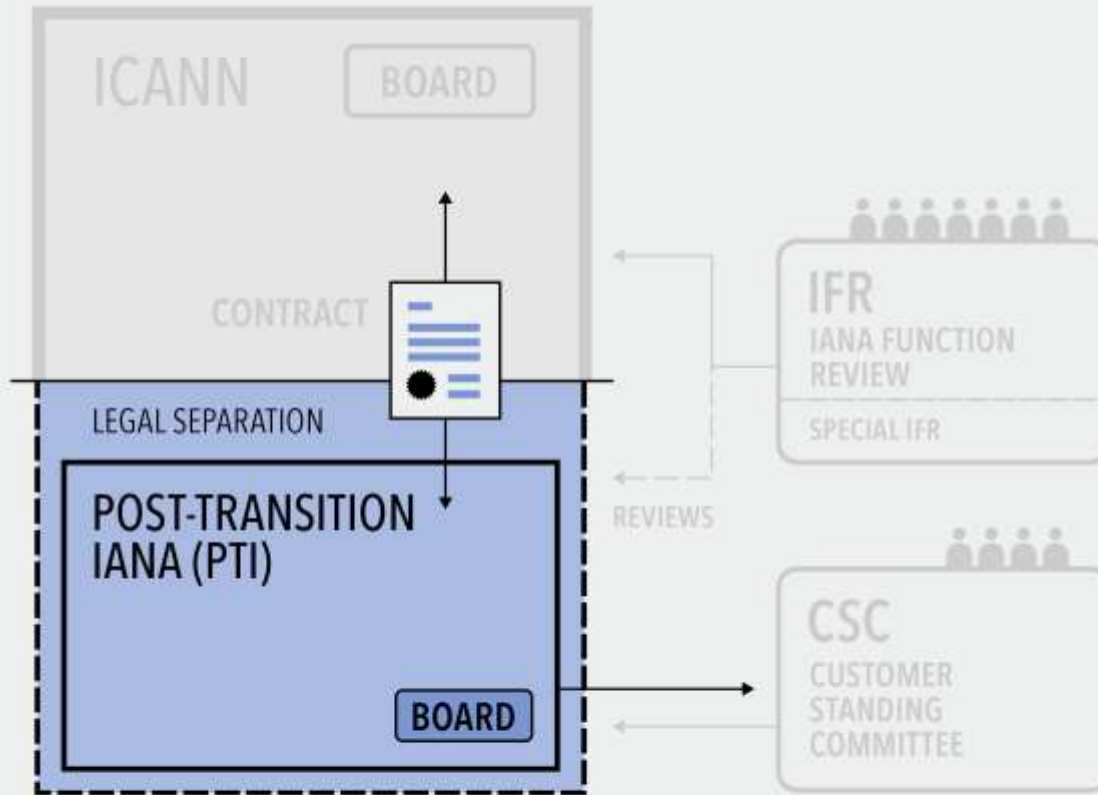 ICANN
BOARD
CONTRACT
LEGAL SEPARATION
POST-TRANSITION
IANA (PTI)
BOARD
IFR
IANA FUNCTION
REVIEW
SPECIAL IFR
REVIEWS
CSC
CUSTOMER
STANDING
COMMITTEE